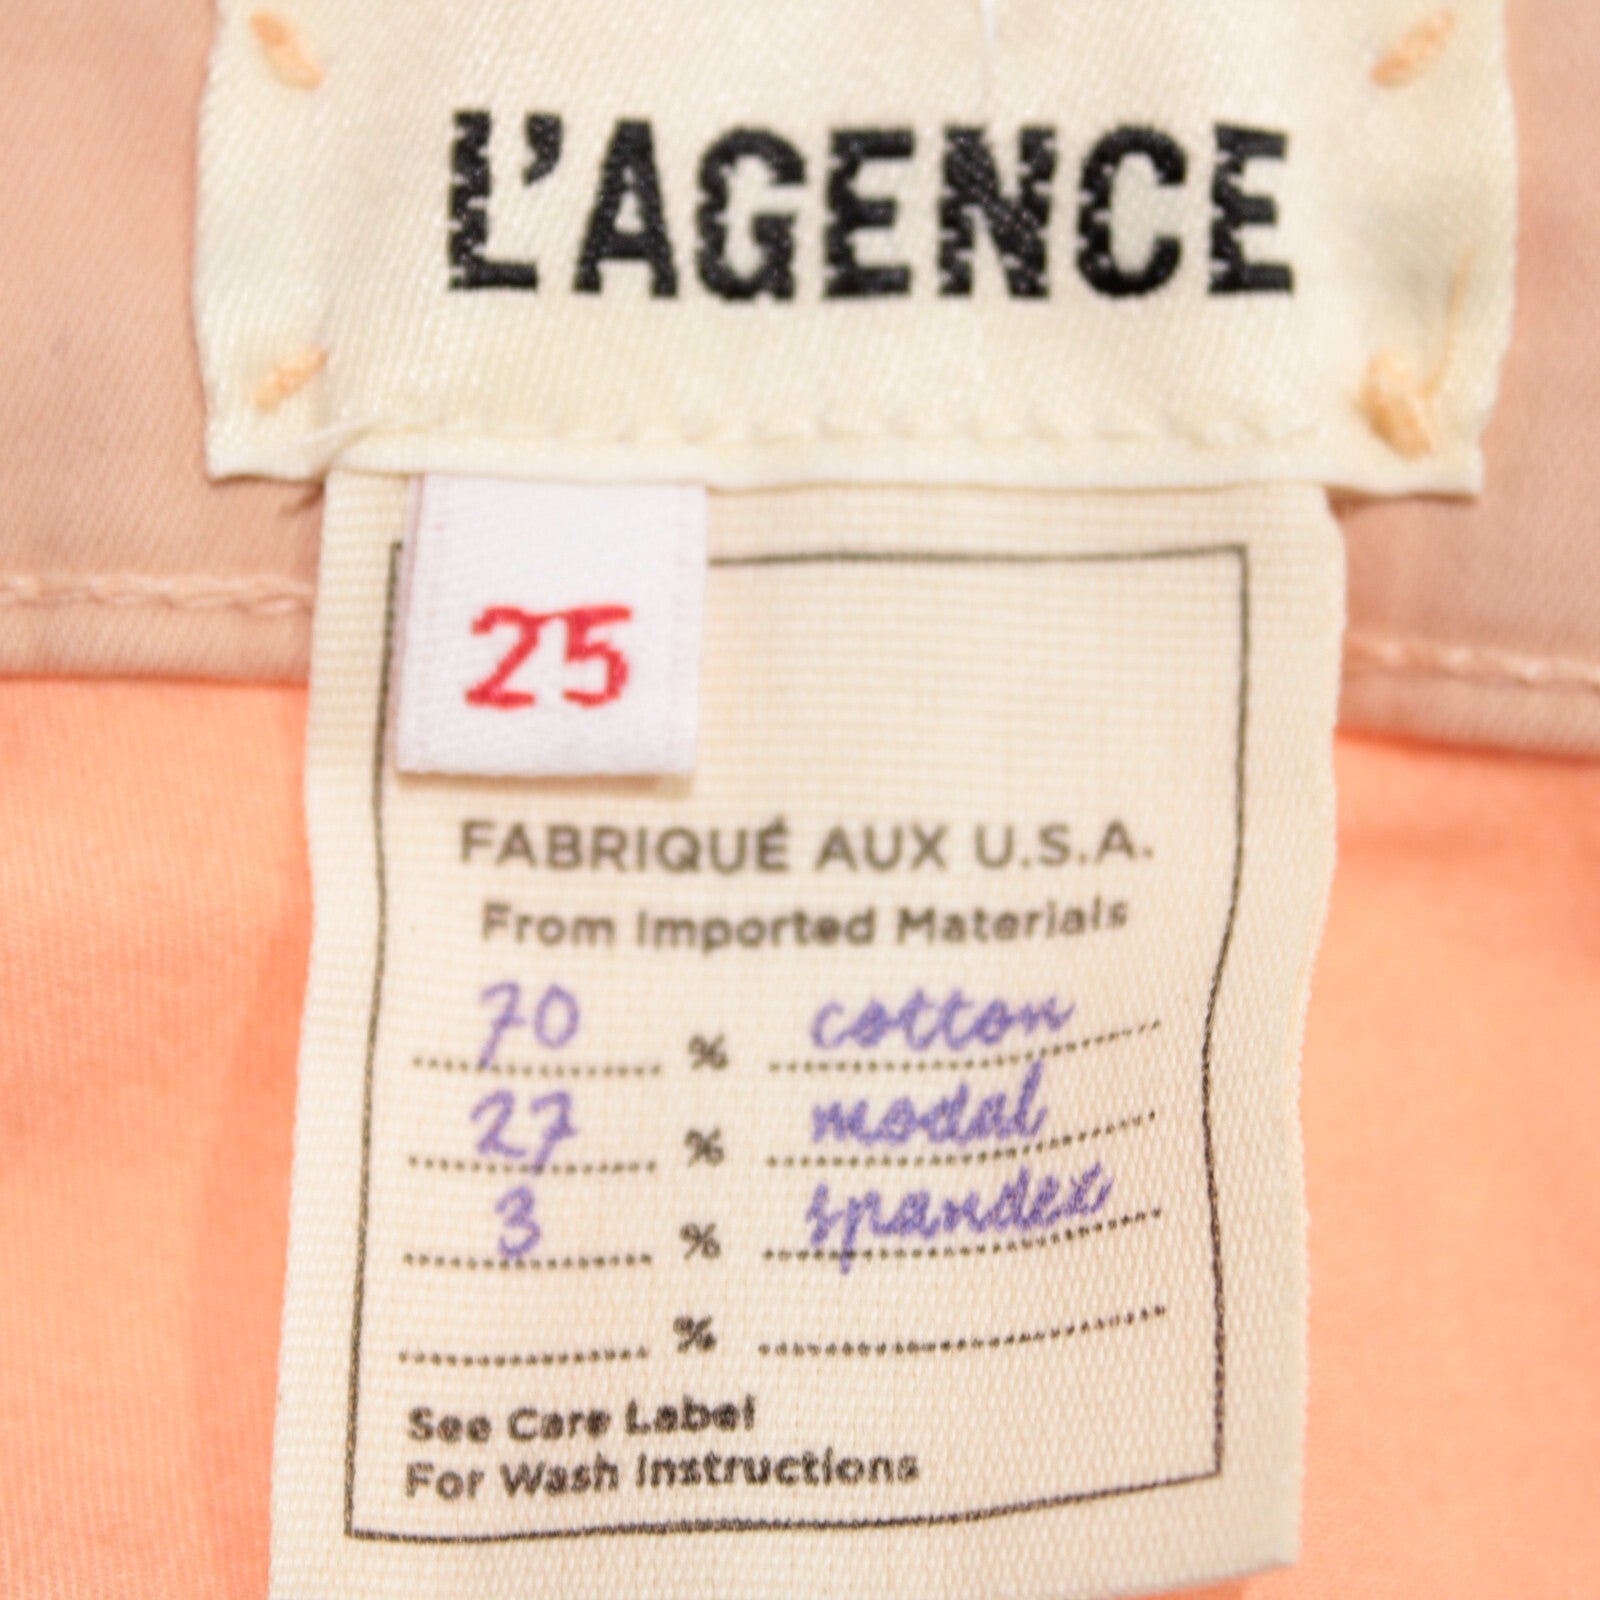 L'AGENCE
25
FABRIQUÉ AUX U.S.A.
From Imported Materials
70 % cotton
27 % modal
3 % spandex
%
See Care Label
For Wash Instructions